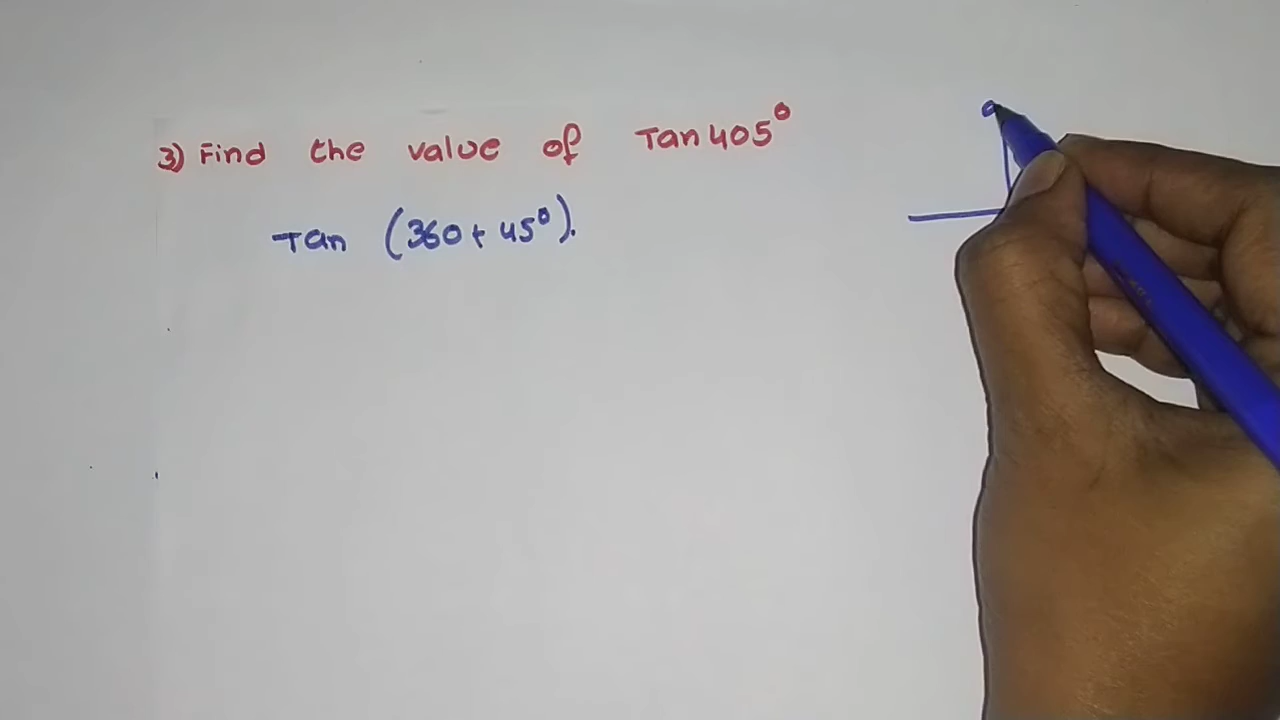 3) Find the value of Tan 405°
Tan (360 + 45°).